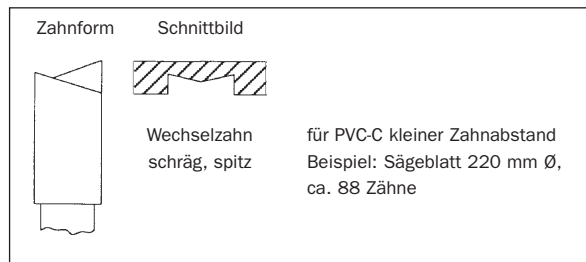 Zahnform
Schnittbild
Wechselzahn
schräg, spitz
für PVC-C kleiner Zahnabstand
Beispiel: Sägeblatt 220 mm Ø,
ca. 88 Zähne